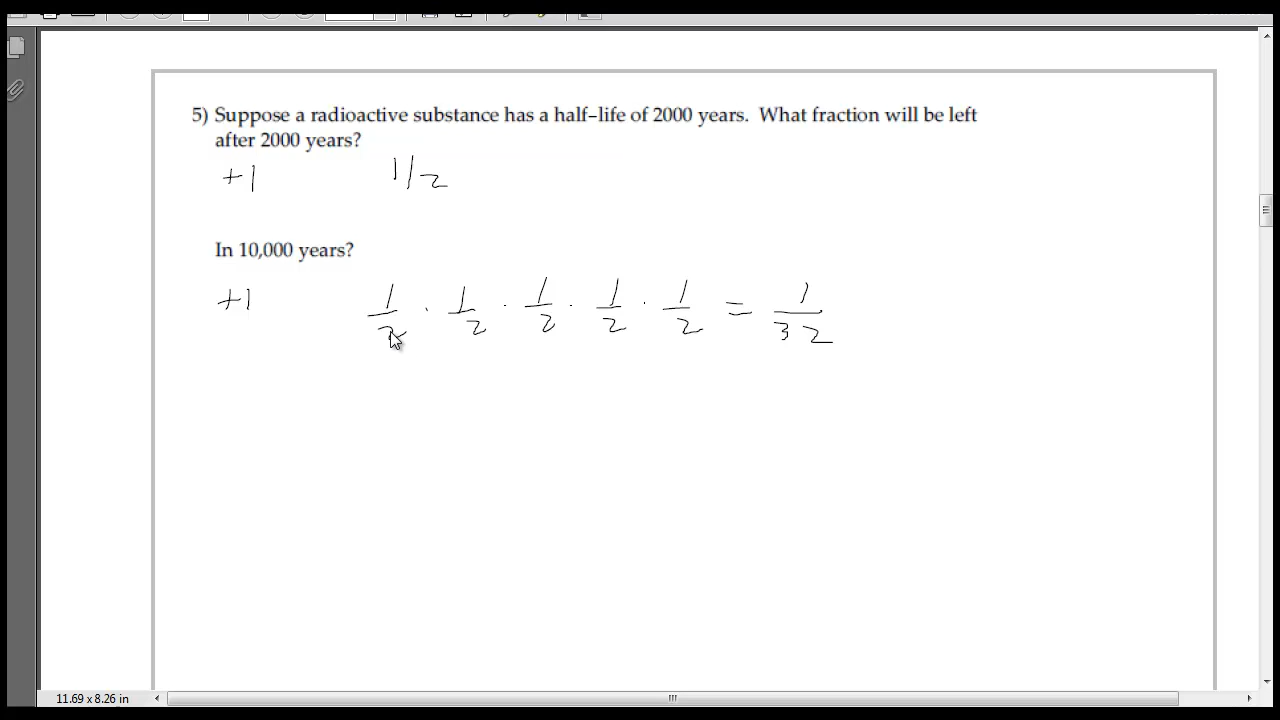 5) Suppose a radioactive substance has a half-life of 2000 years. What fraction will be left
after 2000 years?
+1 1/2
In 10,000 years?
+1 1/2 · 1/2 · 1/2 · 1/2 · 1/2 = 1/32
11.69 x 8.26 in